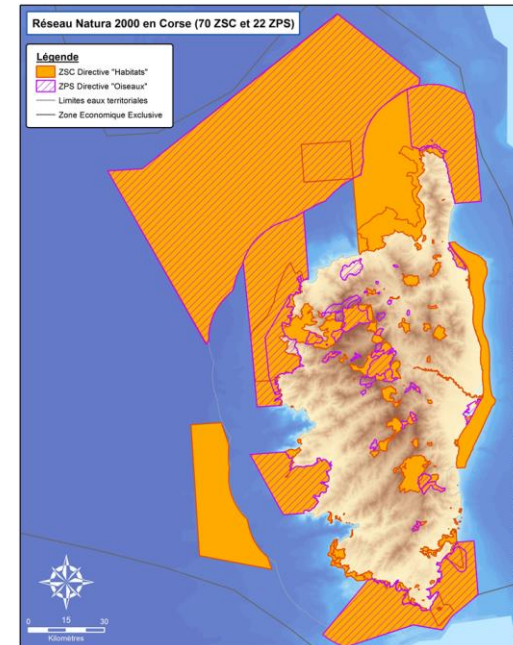 Réseau Natura 2000 en Corse (70 ZSC et 22 ZPS)
Légende
ZSC Directive "Habitats"
ZPS Directive "Oiseaux"
Limites eaux territoriales
Zone Economique Exclusive
0 15 30
Kilomètres